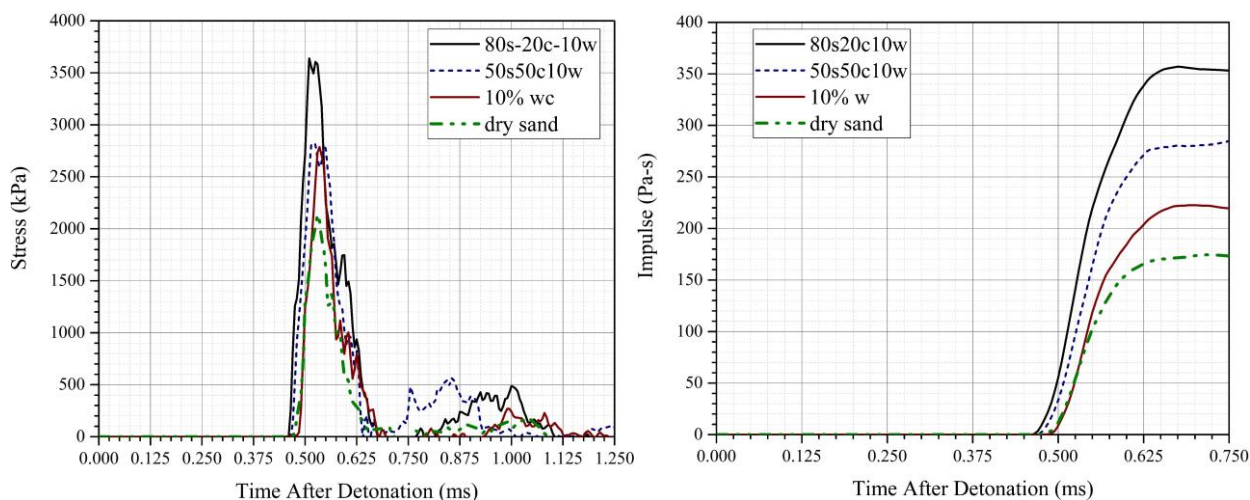 4000
3500
3000
2500
2000
1500
1000
500
0
Stress (kPa)
80s-20c-10w
50s50c10w
10% wc
dry sand
0.000 0.125 0.250 0.375 0.500 0.625 0.750 0.875 1.000 1.125 1.250
Time After Detonation (ms)
400
350
300
250
200
150
100
50
0
Impulse (Pa-s)
80s20c10w
50s50c10w
10% w
dry sand
0.000 0.125 0.250 0.375 0.500 0.625 0.750
Time After Detonation (ms)